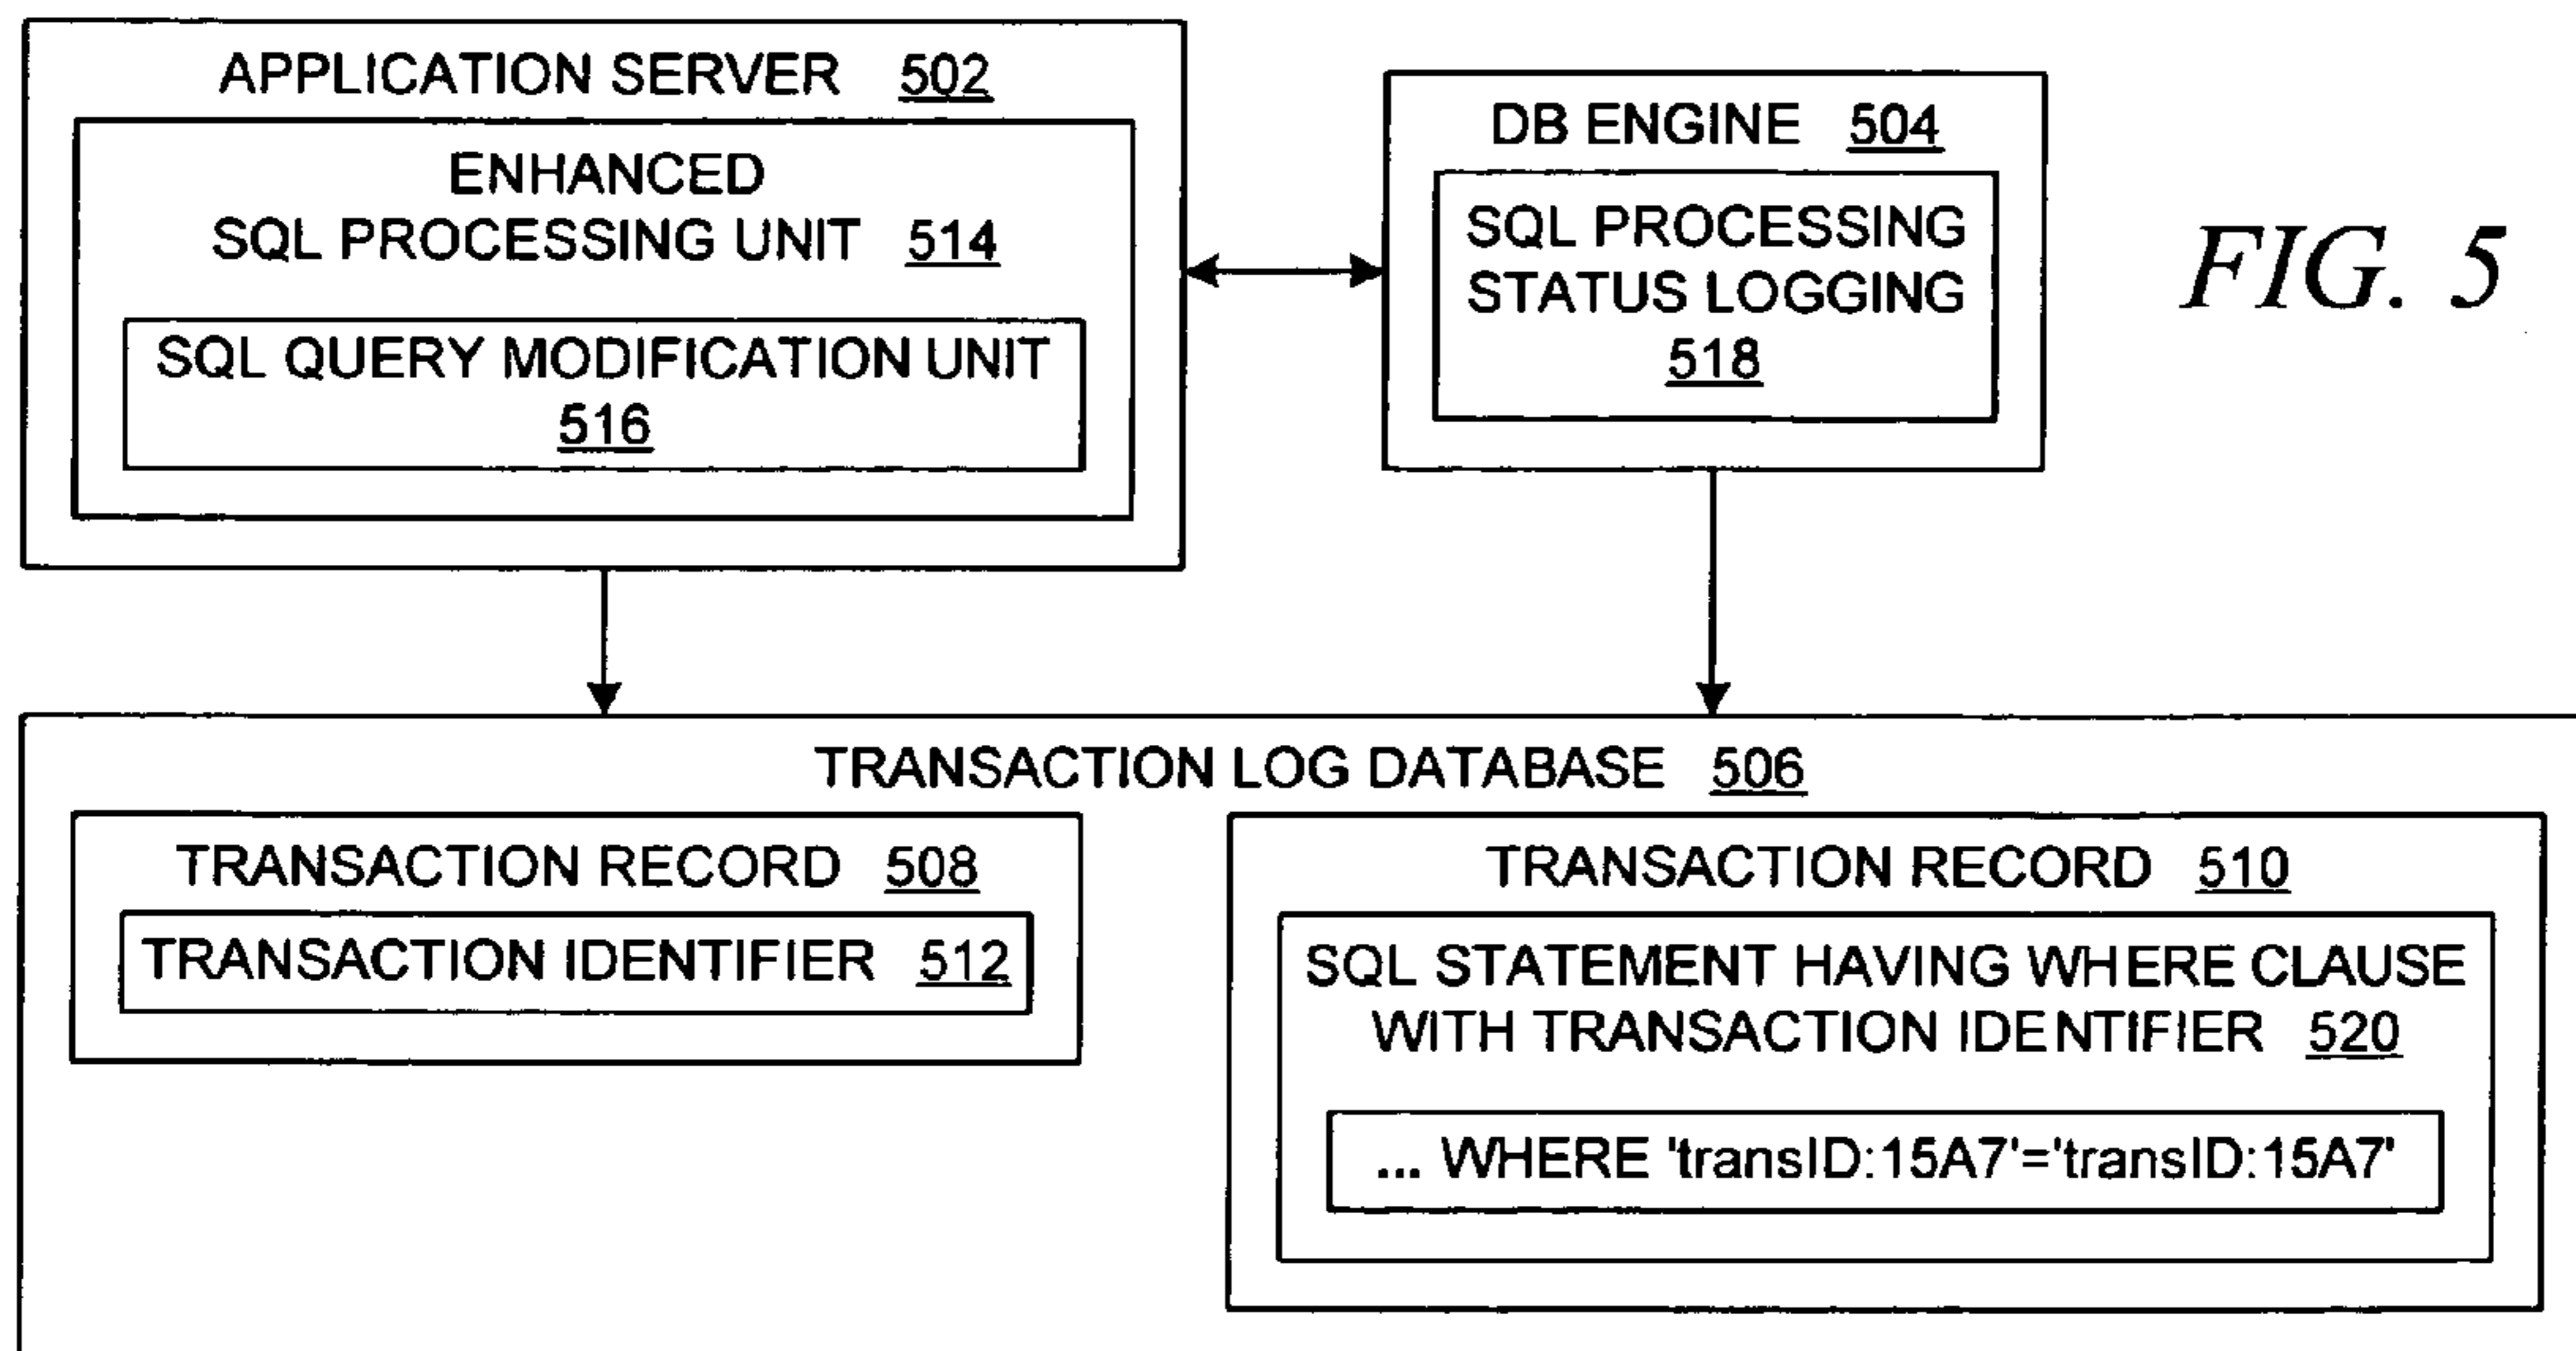 APPLICATION SERVER 502
ENHANCED
SQL PROCESSING UNIT 514
SQL QUERY MODIFICATION UNIT
516
DB ENGINE 504
SQL PROCESSING
STATUS LOGGING
518
FIG. 5
TRANSACTION LOG DATABASE 506
TRANSACTION RECORD 508
TRANSACTION IDENTIFIER 512
TRANSACTION RECORD 510
SQL STATEMENT HAVING WHERE CLAUSE
WITH TRANSACTION IDENTIFIER 520
... WHERE 'transID:15A7'='transID:15A7'